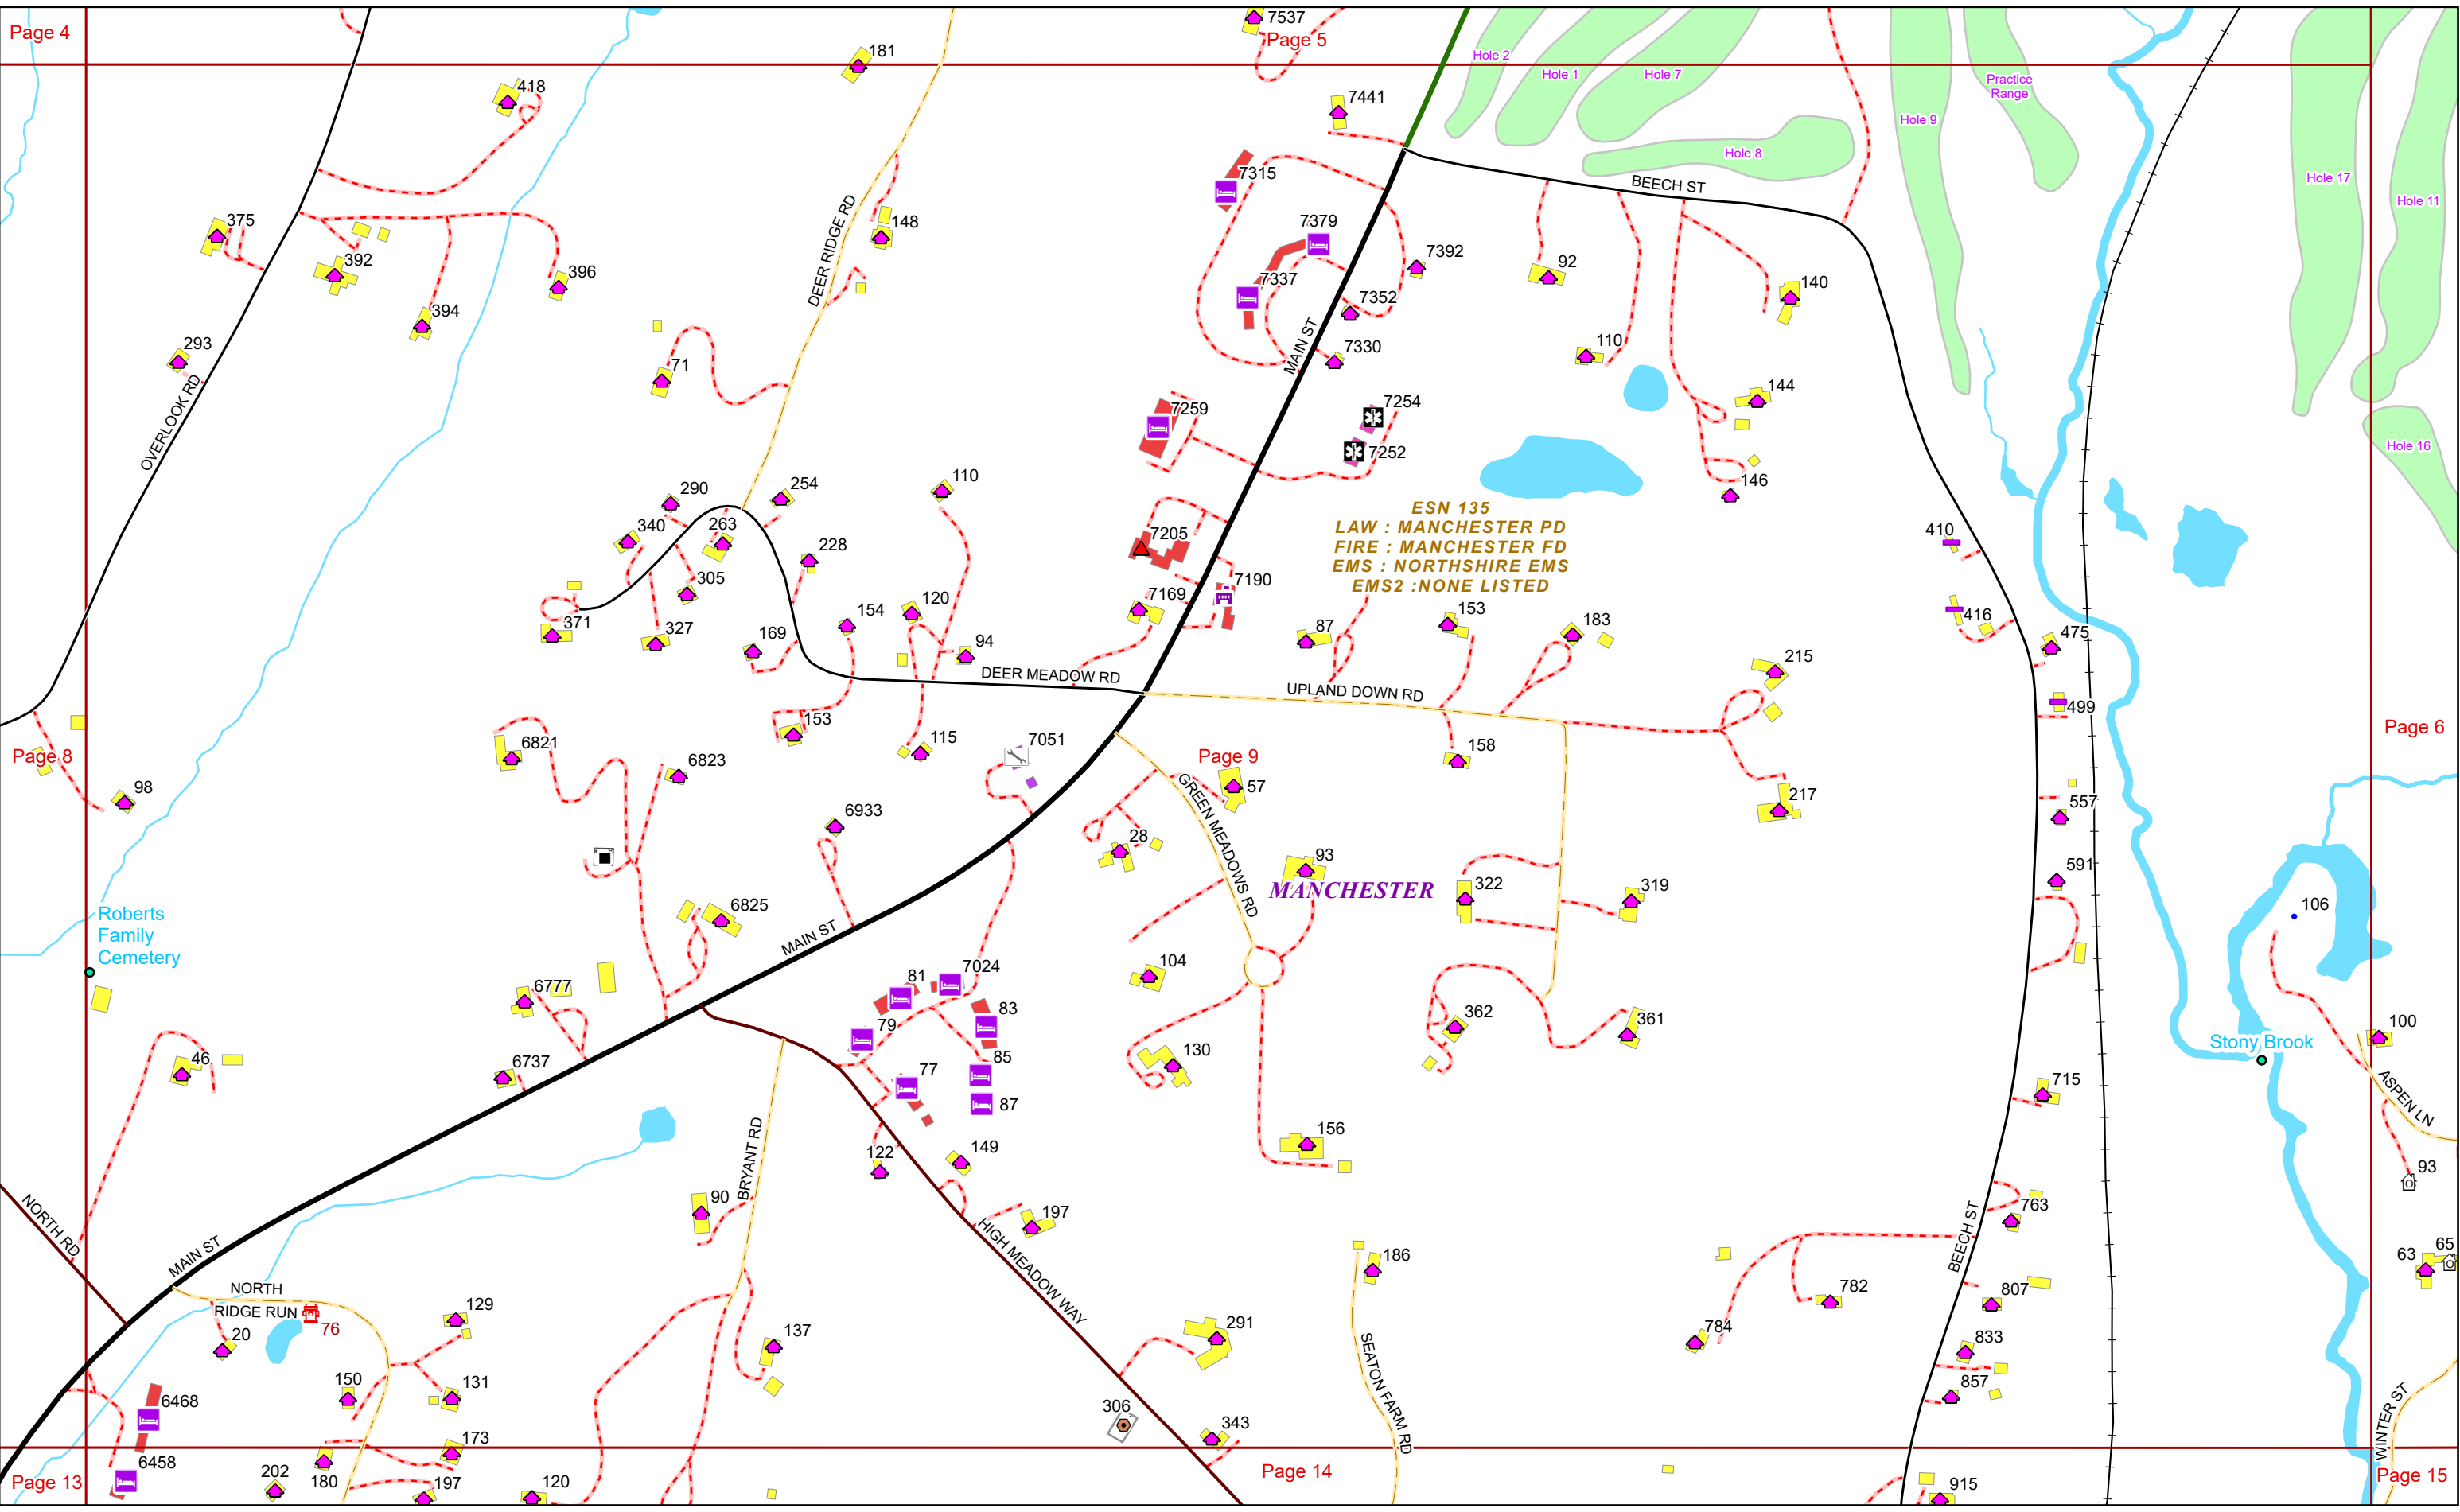 Page 4
7537
Page 5
181
Hole 2
Hole 1
Hole 7
Practice
Range
418
7441
Hole 9
Hole 8
7315
BEECH ST
Hole 17
Hole 11
375
148
7379
DEER RIDGE RD
392
396
7392
92
7337
140
394
7352
293
71
MAIN ST
7330
110
144
OVERLOOK RD
7259
7254
7252
Hole 16
290
254
110
146
ESN 135
LAW : MANCHESTER PD
FIRE : MANCHESTER FD
EMS : NORTHSHIRE EMS
EMS2 :NONE LISTED
340
263
7205
410
228
305
7190
7169
371
327
154
120
169
94
87
153
183
416
475
215
DEER MEADOW RD
UPLAND DOWN RD
499
153
115
7051
6821
6823
158
Page 8
Page 9
Page 6
98
57
217
557
6933
GREEN MEADOWS RD
28
93
MANCHESTER
322
319
591
6825
MAIN ST
106
Roberts
Family
Cemetery
104
81
7024
6777
83
79
362
361
100
Stony Brook
46
6737
85
77
87
130
715
ASPEN LN
156
122
149
BRYANT RD
93
90
197
763
NORTH RD
MAIN ST
HIGH MEADOW WAY
BEECH ST
186
63
65
NORTH
RIDGE RUN
76
129
782
807
20
137
291
784
833
SEATON FARM RD
150
131
857
6468
306
343
WINTER ST
173
6458
Page 13
202
180
197
120
Page 14
915
Page 15